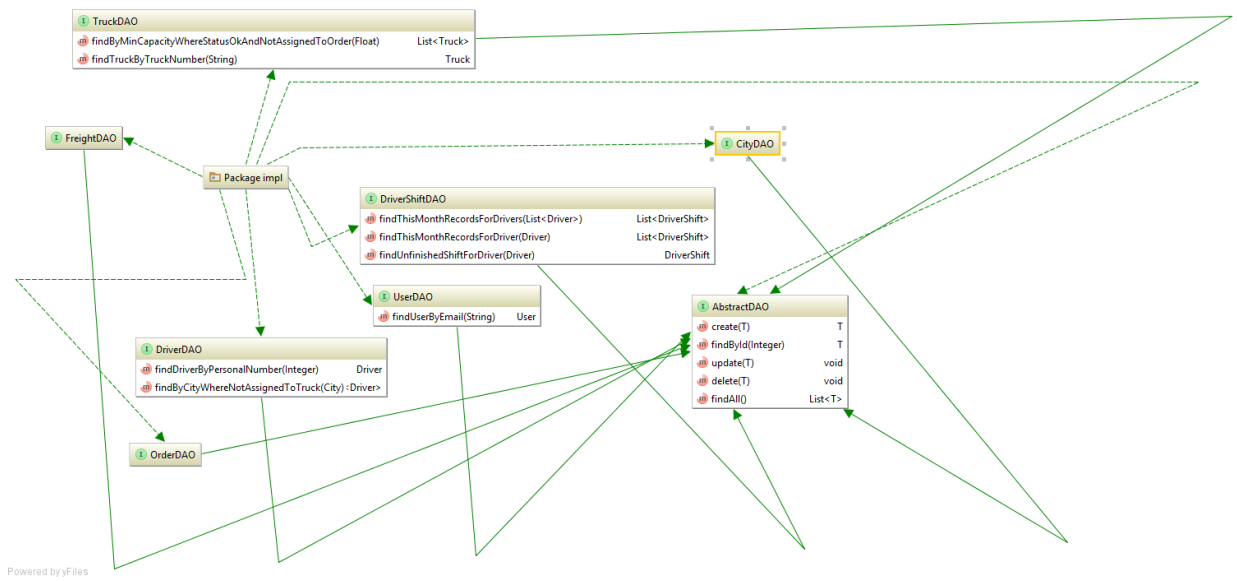 TruckDAO
findByMinCapacityWhereStatusOkAndNotAssignedToOrder(Float) List<Truck>
findTruckByTruckNumber(String) Truck
FreightDAO
CityDAO
Package impl
DriverShiftDAO
findThisMonthRecordsForDrivers(List<Driver>) List<DriverShift>
findThisMonthRecordsForDriver(Driver) List<DriverShift>
findUnfinishedShiftForDriver(Driver) DriverShift
UserDAO
findUserByEmail(String) User
AbstractDAO
create(T) T
findById(Integer) T
update(T) void
delete(T) void
findAll() List<T>
DriverDAO
findDriverByPersonalNumber(Integer) Driver
findByCityWhereNotAssignedToTruck(City) :Driver>
OrderDAO
Powered by yFiles